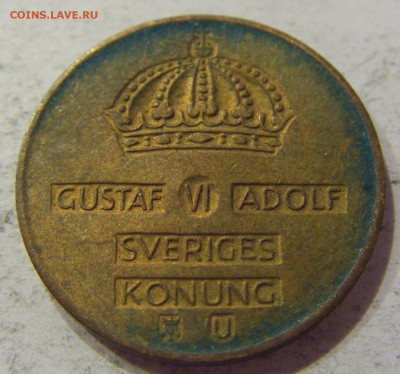 COINS.LAVE.RU
GUSTAF VI ADOLF
SVERIGES
KONUNG
U